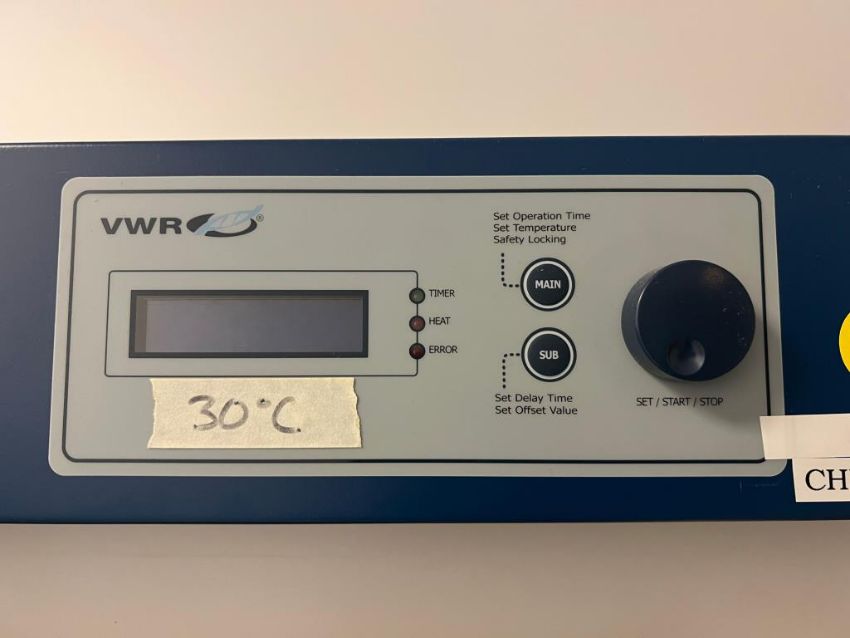 VWR®
Set Operation Time
Set Temperature
Safety Locking
MAIN
TIMER
HEAT
ERROR
SUB
Set Delay Time
Set Offset Value
SET / START / STOP
30°C